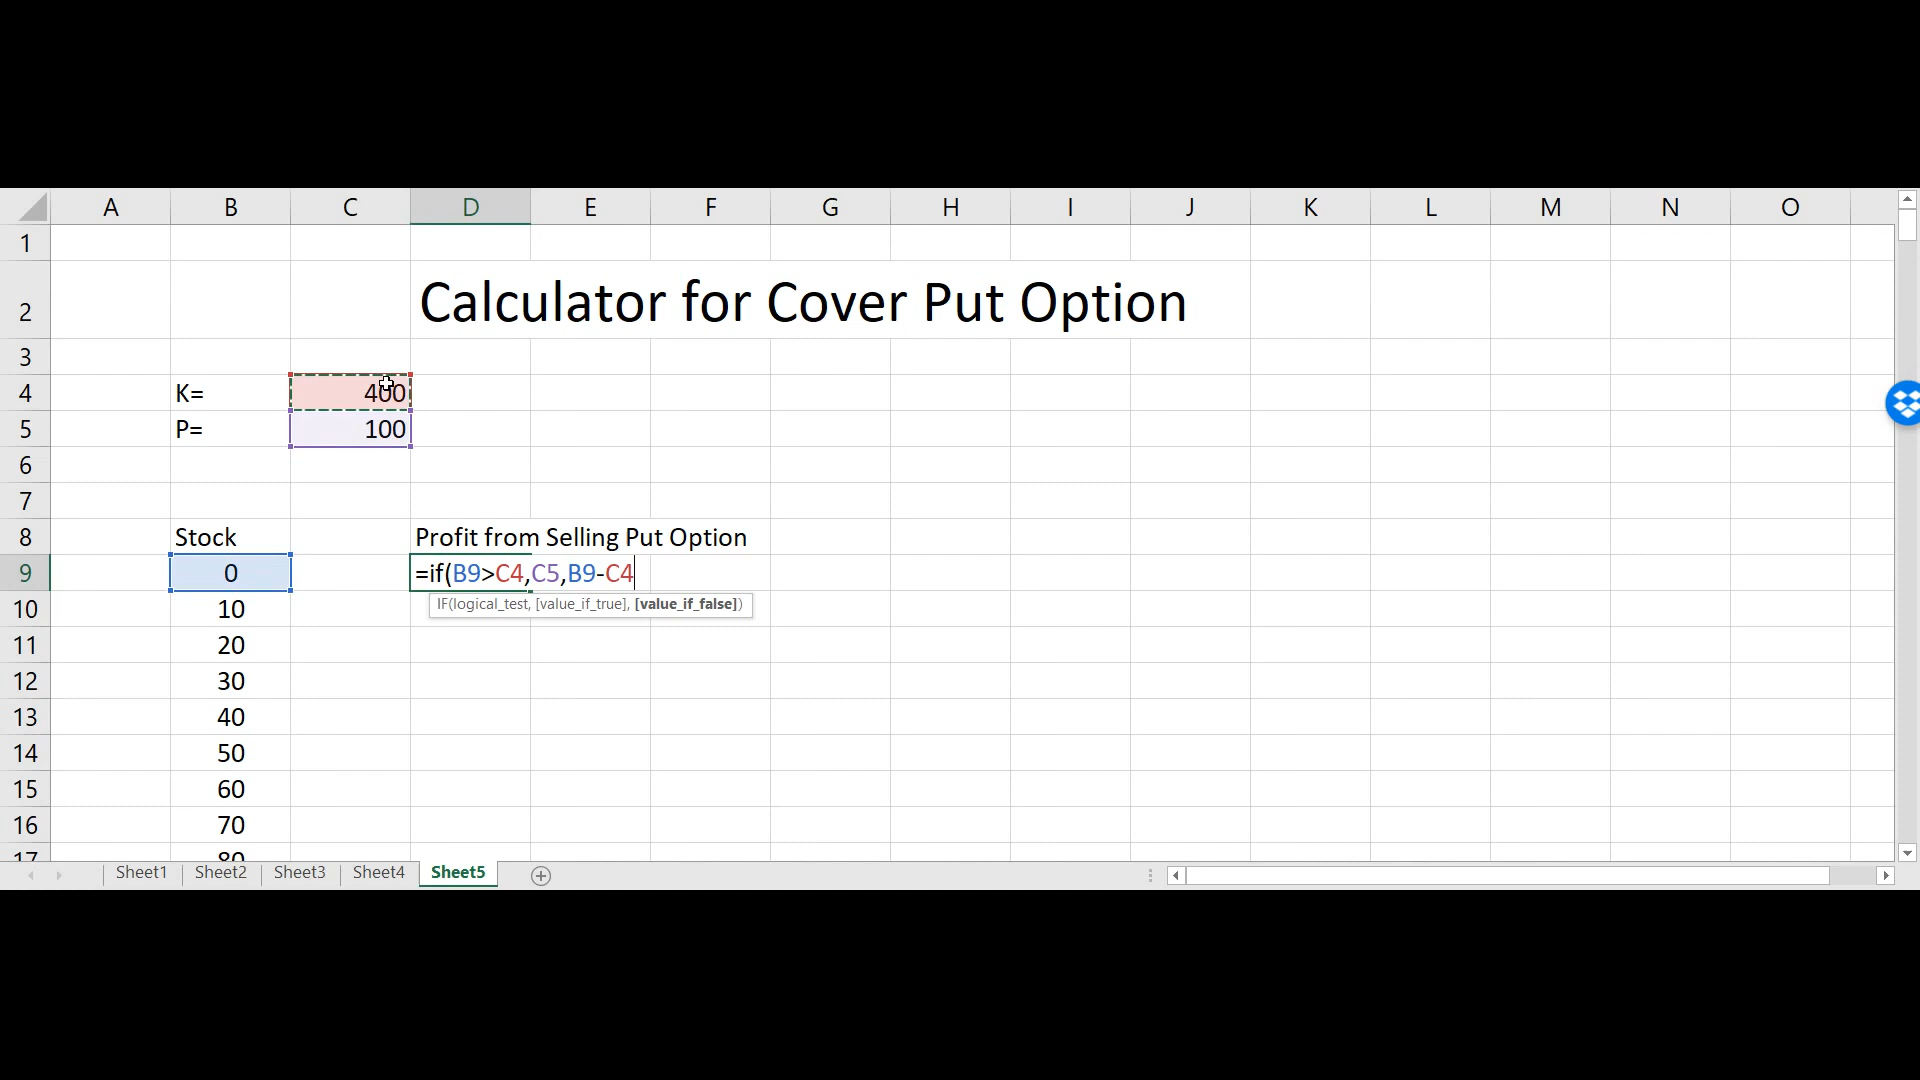 A B C D E F G H I J K L M N O
1
2 Calculator for Cover Put Option
3
4 K= 400
5 P= 100
6
7
8 Stock Profit from Selling Put Option
9 0 =if(B9>C4,C5,B9-C4
IF(logical_test, [value_if_true], [value_if_false])
10 10
11 20
12 30
13 40
14 50
15 60
16 70
17 80
Sheet1 Sheet2 Sheet3 Sheet4 Sheet5